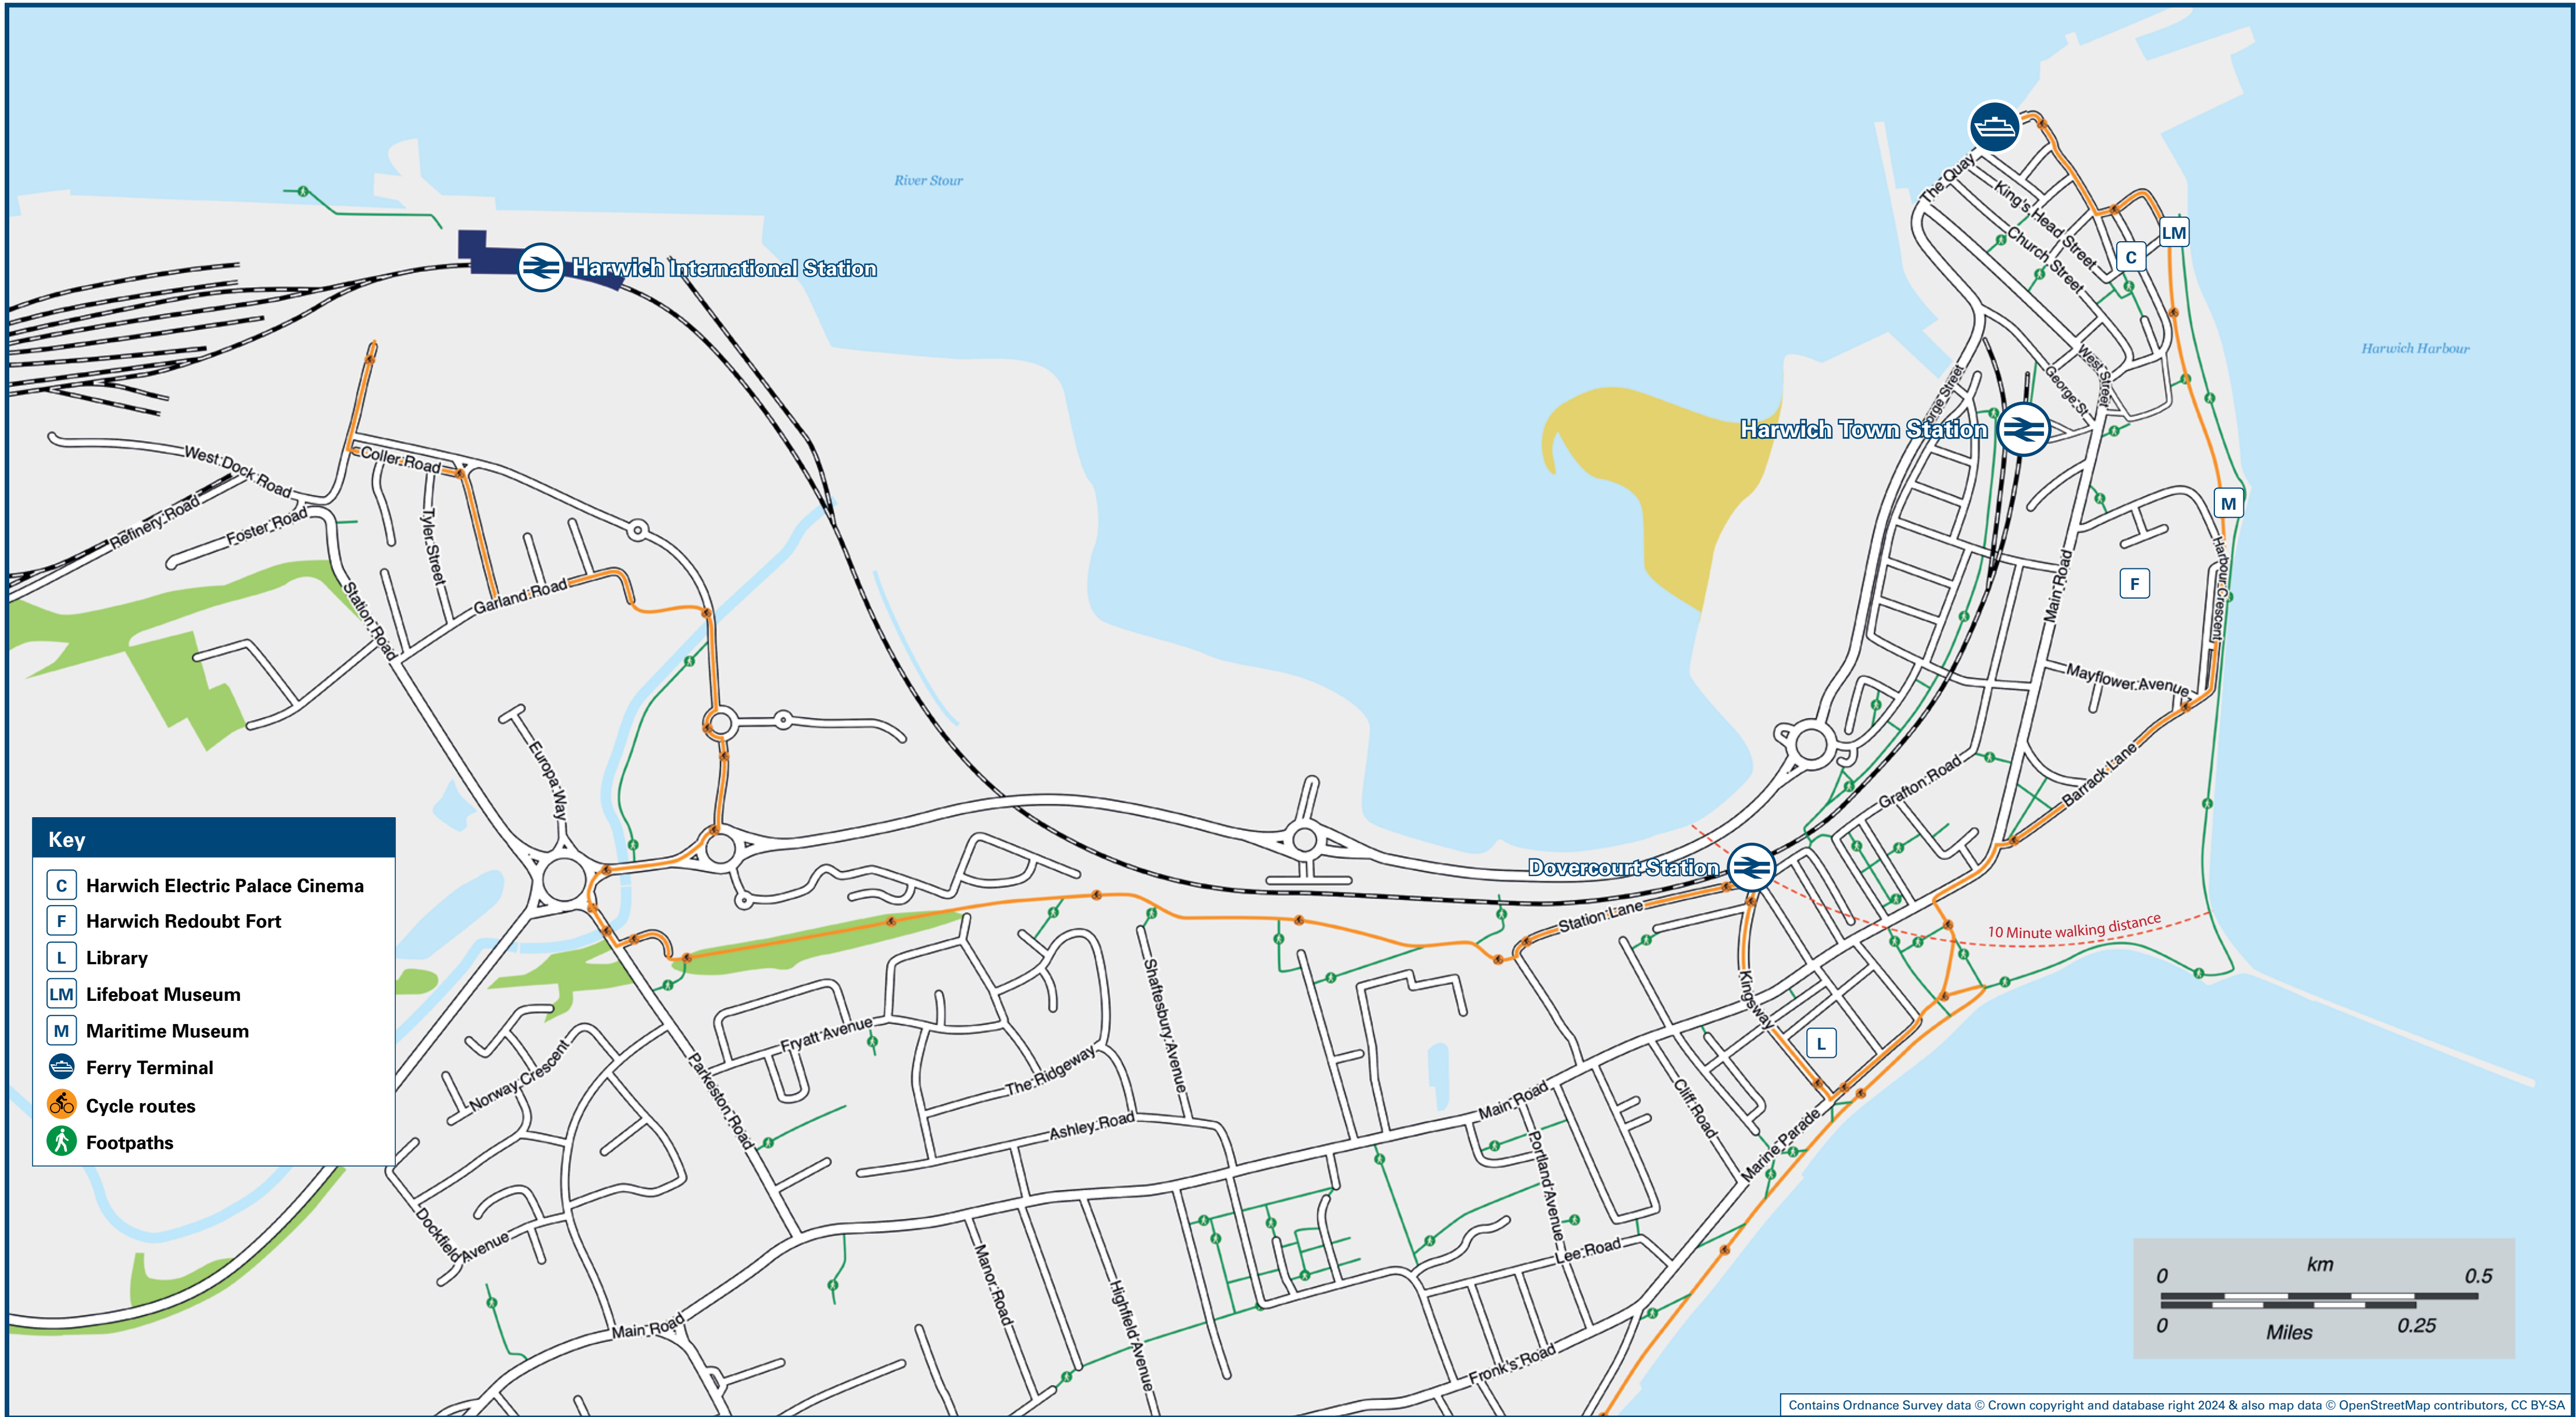 River Stour
Harwich International Station
The Quay
King's Head Street
Church Street
LM
C
Harwich Harbour
West Street
George St
Harwich Town Station
West Dock Road
Coller Road
Refinery Road
Foster Road
Tyler Street
M
Station Road
Garland Road
Main Road
F
Harbour Crescent
Mayflower Avenue
Europa Way
Grafton Road
Barrack Lane
Dovercourt Station
Station Lane
10 Minute walking distance
Kingsway
L
Shaftesbury Avenue
Fryatt Avenue
Norway Crescent
Parkeston Road
The Ridgeway
Ashley Road
Main Road
Cliff Road
Marine Parade
Portland Avenue
Dockfield Avenue
Lee Road
Manor Road
Highfield Avenue
Main Road
Fronk's Road
Key
C Harwich Electric Palace Cinema
F Harwich Redoubt Fort
L Library
LM Lifeboat Museum
M Maritime Museum
Ferry Terminal
Cycle routes
Footpaths
km
0 0.5
0 Miles 0.25
Contains Ordnance Survey data © Crown copyright and database right 2024 & also map data © OpenStreetMap contributors, CC BY-SA